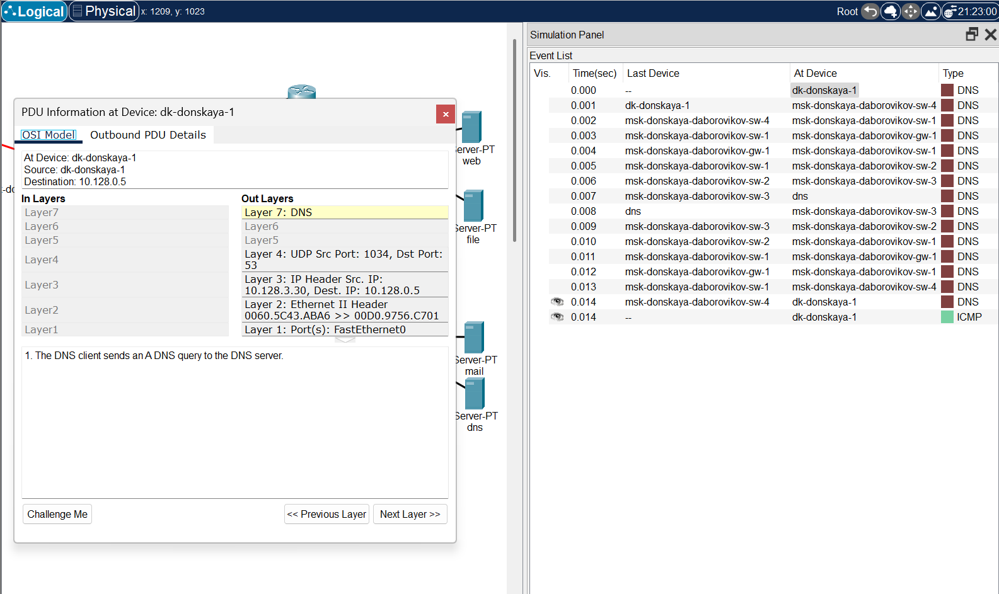 Logical Physical x: 1209, y: 1023 Root 21:23:00
Simulation Panel
Event List
Vis. Time(sec) Last Device At Device Type
0.000 -- dk-donskaya-1 DNS
0.001 dk-donskaya-1 msk-donskaya-daborovikov-sw-4 DNS
0.002 msk-donskaya-daborovikov-sw-4 msk-donskaya-daborovikov-sw-1 DNS
0.003 msk-donskaya-daborovikov-sw-1 msk-donskaya-daborovikov-gw-1 DNS
0.004 msk-donskaya-daborovikov-gw-1 msk-donskaya-daborovikov-sw-1 DNS
0.005 msk-donskaya-daborovikov-sw-1 msk-donskaya-daborovikov-sw-2 DNS
0.006 msk-donskaya-daborovikov-sw-2 msk-donskaya-daborovikov-sw-3 DNS
0.007 msk-donskaya-daborovikov-sw-3 dns DNS
0.008 dns msk-donskaya-daborovikov-sw-3 DNS
0.009 msk-donskaya-daborovikov-sw-3 msk-donskaya-daborovikov-sw-2 DNS
0.010 msk-donskaya-daborovikov-sw-2 msk-donskaya-daborovikov-sw-1 DNS
0.011 msk-donskaya-daborovikov-sw-1 msk-donskaya-daborovikov-gw-1 DNS
0.012 msk-donskaya-daborovikov-gw-1 msk-donskaya-daborovikov-sw-1 DNS
0.013 msk-donskaya-daborovikov-sw-1 msk-donskaya-daborovikov-sw-4 DNS
0.014 msk-donskaya-daborovikov-sw-4 dk-donskaya-1 DNS
0.014 -- dk-donskaya-1 ICMP
PDU Information at Device: dk-donskaya-1 x
OSI Model Outbound PDU Details
At Device: dk-donskaya-1
Source: dk-donskaya-1
Destination: 10.128.0.5
In Layers
Layer7
Layer6
Layer5
Layer4
Layer3
Layer2
Layer1
Out Layers
Layer 7: DNS
Layer6
Layer5
Layer 4: UDP Src Port: 1034, Dst Port:
53
Layer 3: IP Header Src. IP:
10.128.3.30, Dest. IP: 10.128.0.5
Layer 2: Ethernet II Header
0060.5C43.ABA6 >> 00D0.9756.C701
Layer 1: Port(s): FastEthernet0
1. The DNS client sends an A DNS query to the DNS server.
Challenge Me << Previous Layer Next Layer >>
Server-PT
web
Server-PT
file
Server-PT
mail
Server-PT
dns